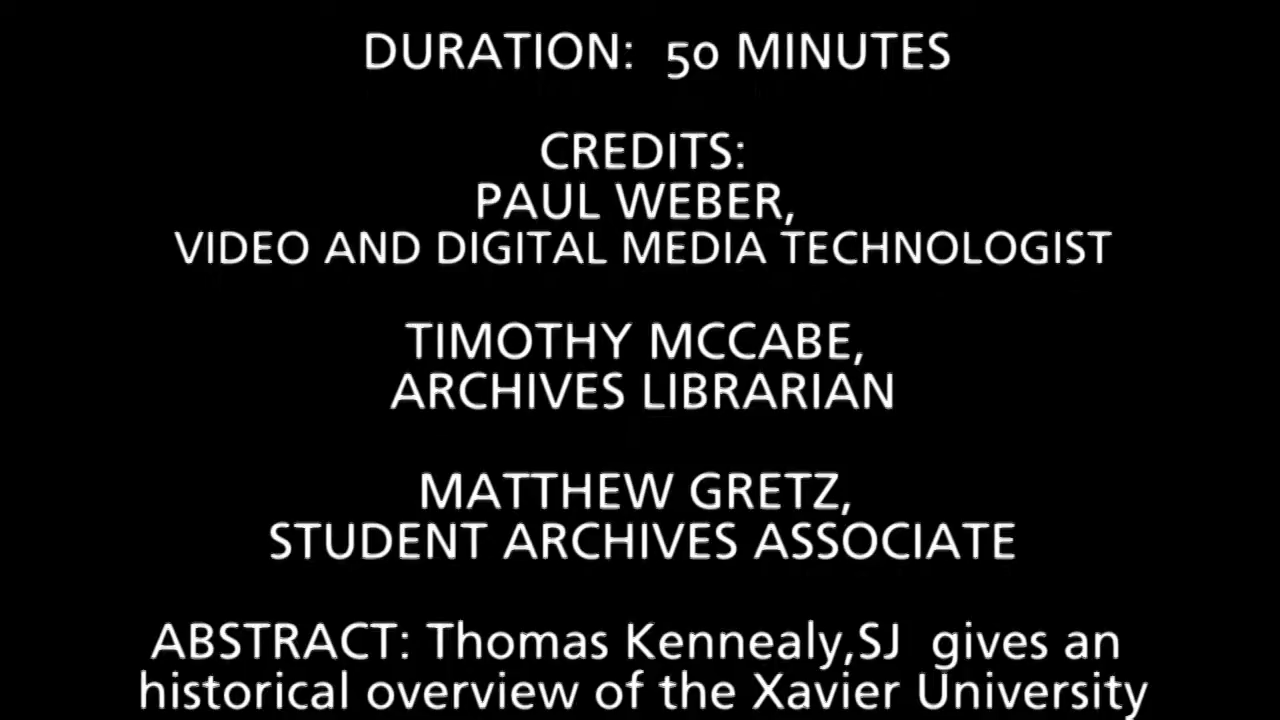 DURATION:  50 MINUTES
CREDITS:
PAUL WEBER,
VIDEO AND DIGITAL MEDIA TECHNOLOGIST
TIMOTHY MCCABE,
ARCHIVES LIBRARIAN
MATTHEW GRETZ,
STUDENT ARCHIVES ASSOCIATE
ABSTRACT: Thomas Kennealy,SJ  gives an
historical overview of the Xavier University